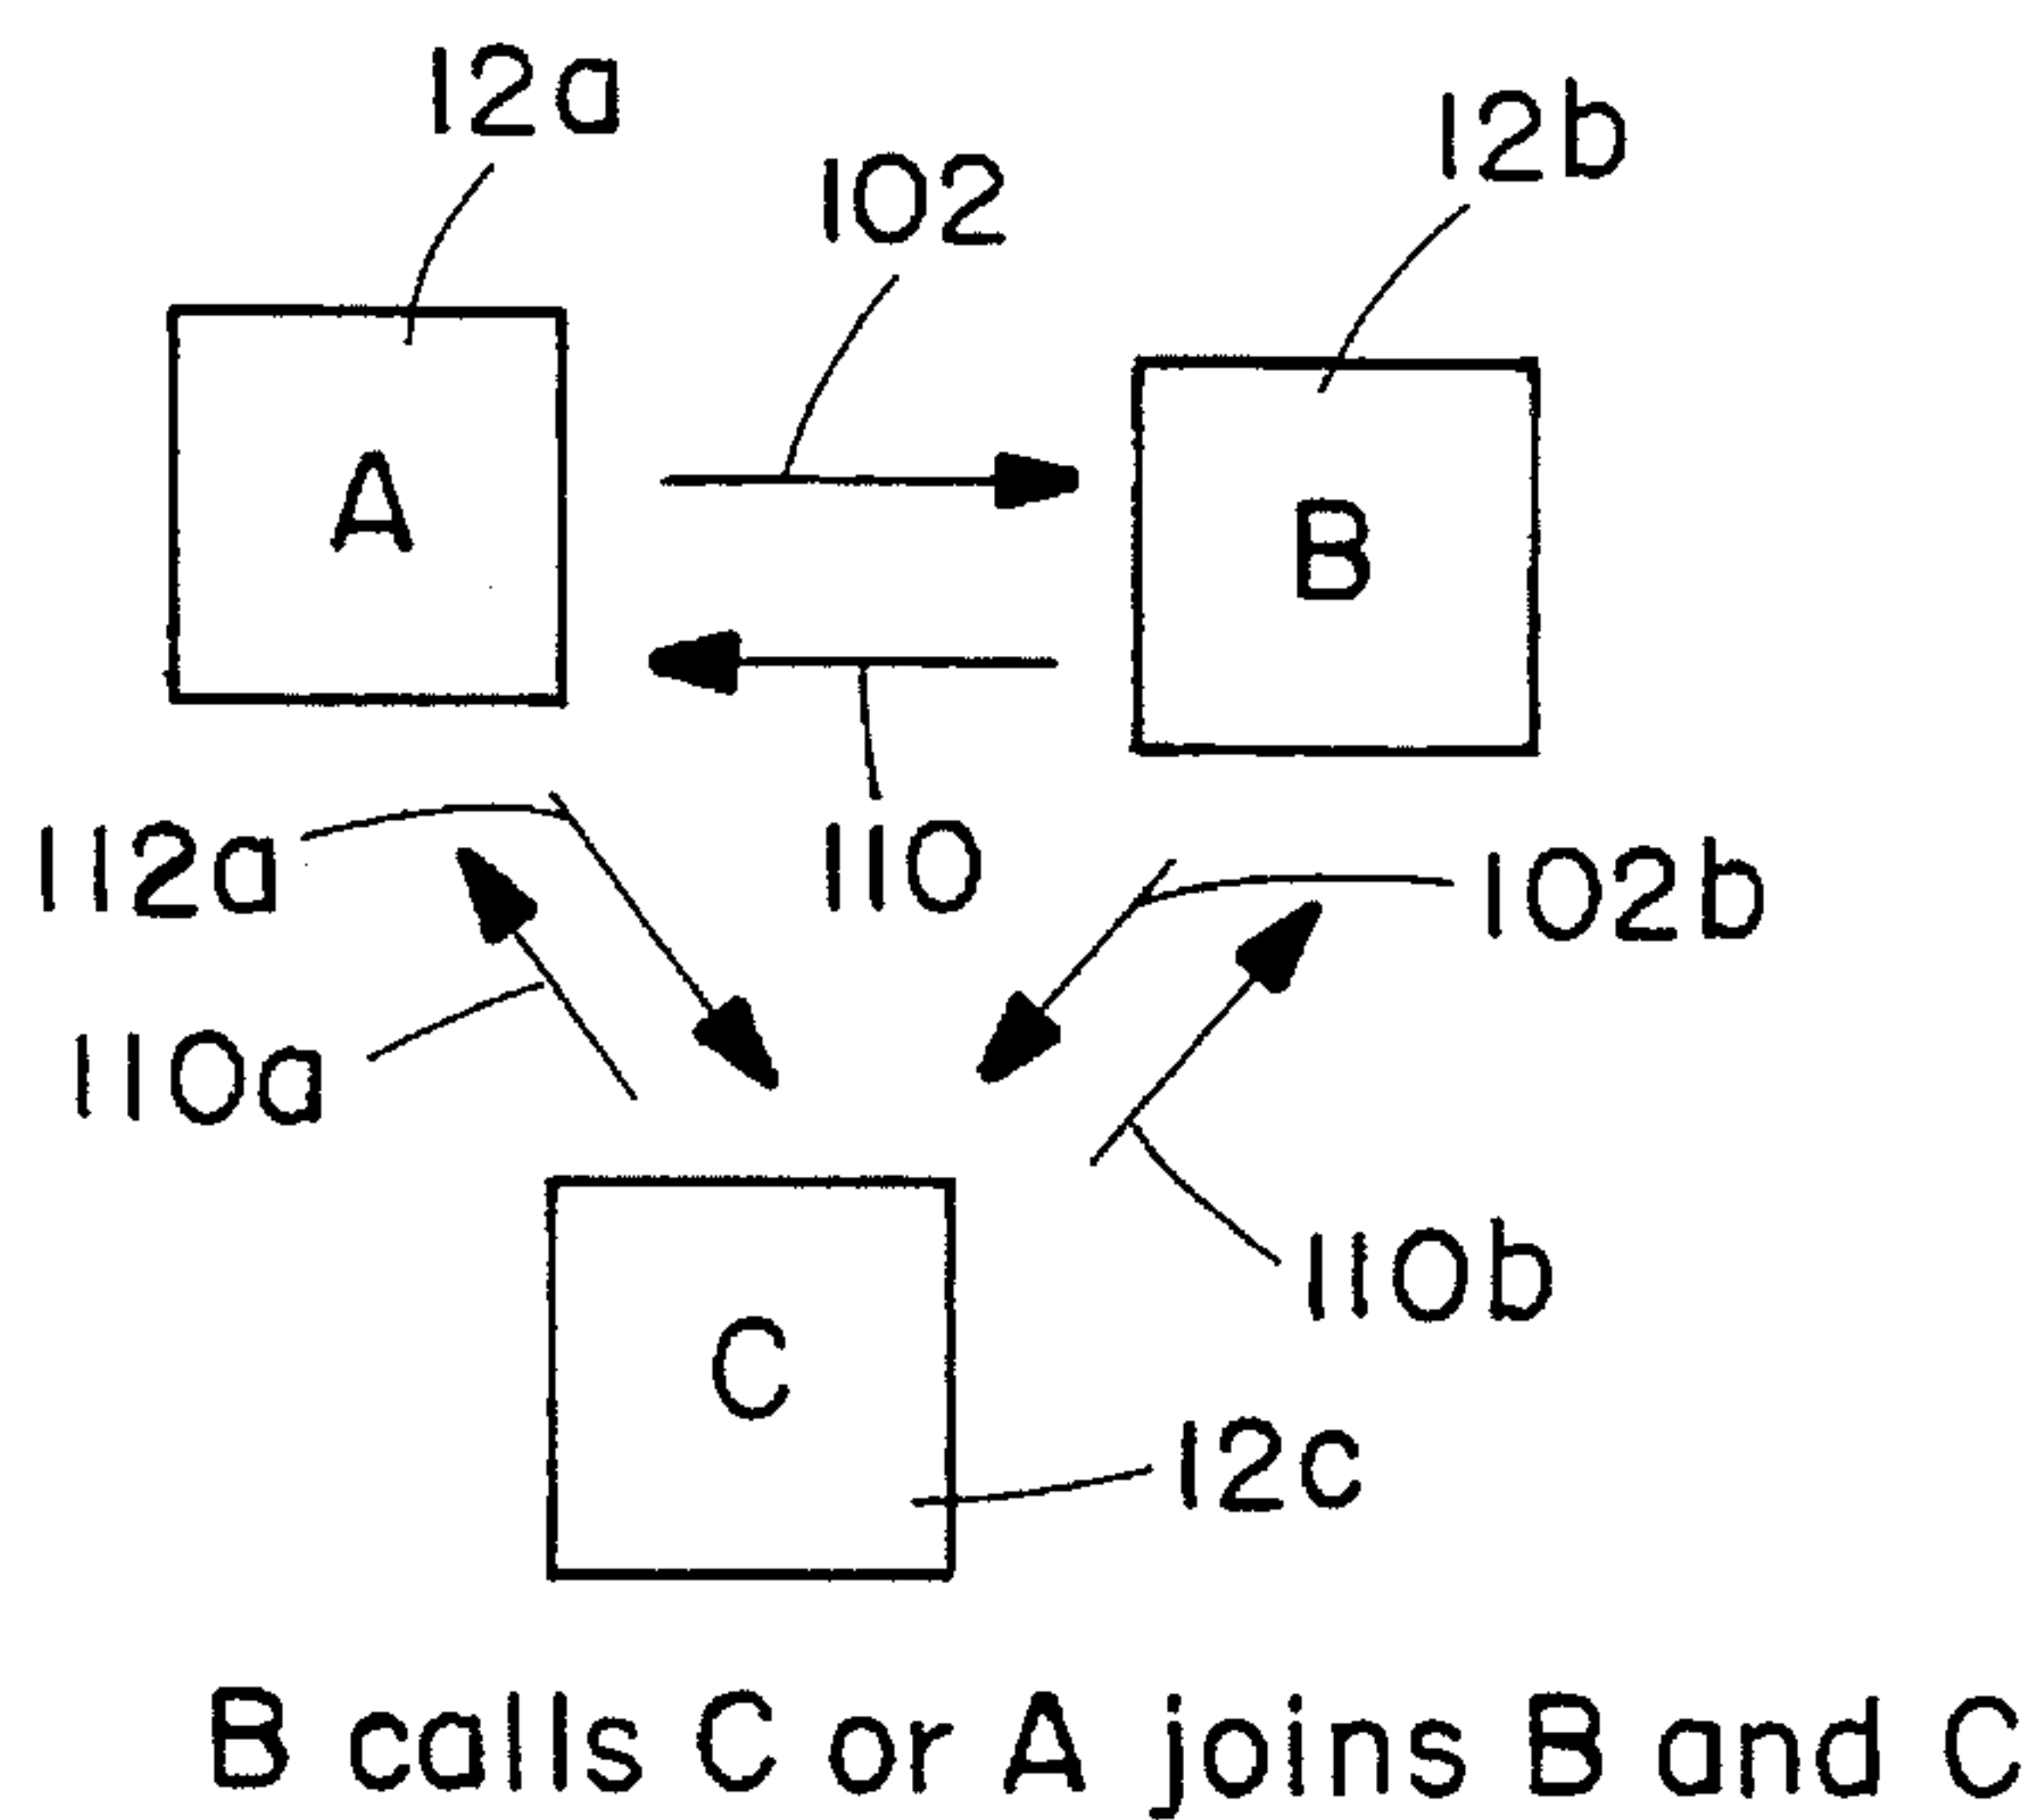 12a
12b
102
A
B
112a
110
102b
110a
110b
C
12c
B calls C or A joins B and C